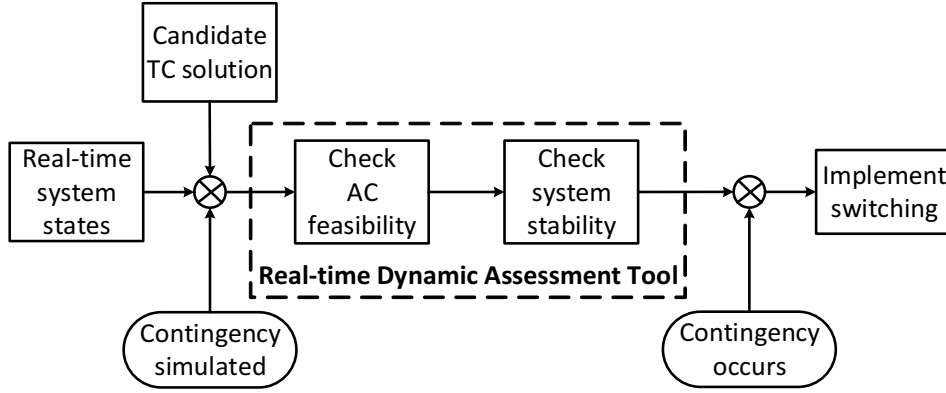 Candidate
TC solution
Real-time
system
states
Check
AC
feasibility
Check
system
stability
Implement
switching
Real-time Dynamic Assessment Tool
Contingency
simulated
Contingency
occurs